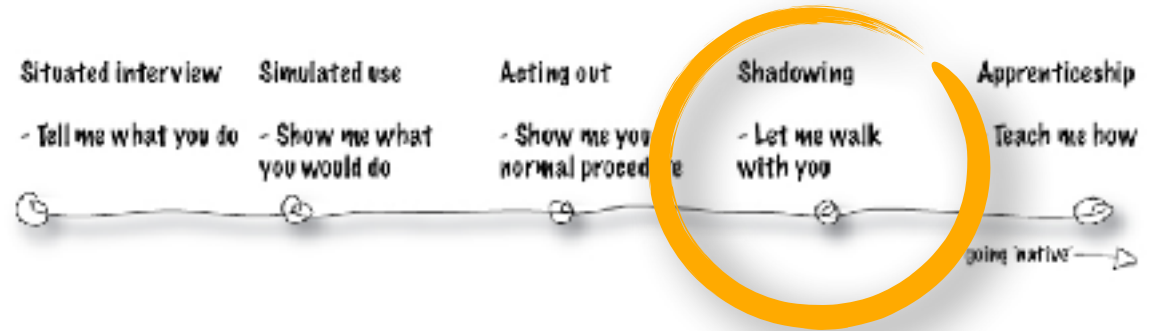 Situated interview
- Tell me what you do
Simulated use
- Show me what
you would do
Acting out
- Show me you
normal procedure
Shadowing
- Let me walk
with you
Apprenticeship
Teach me how
going 'native'